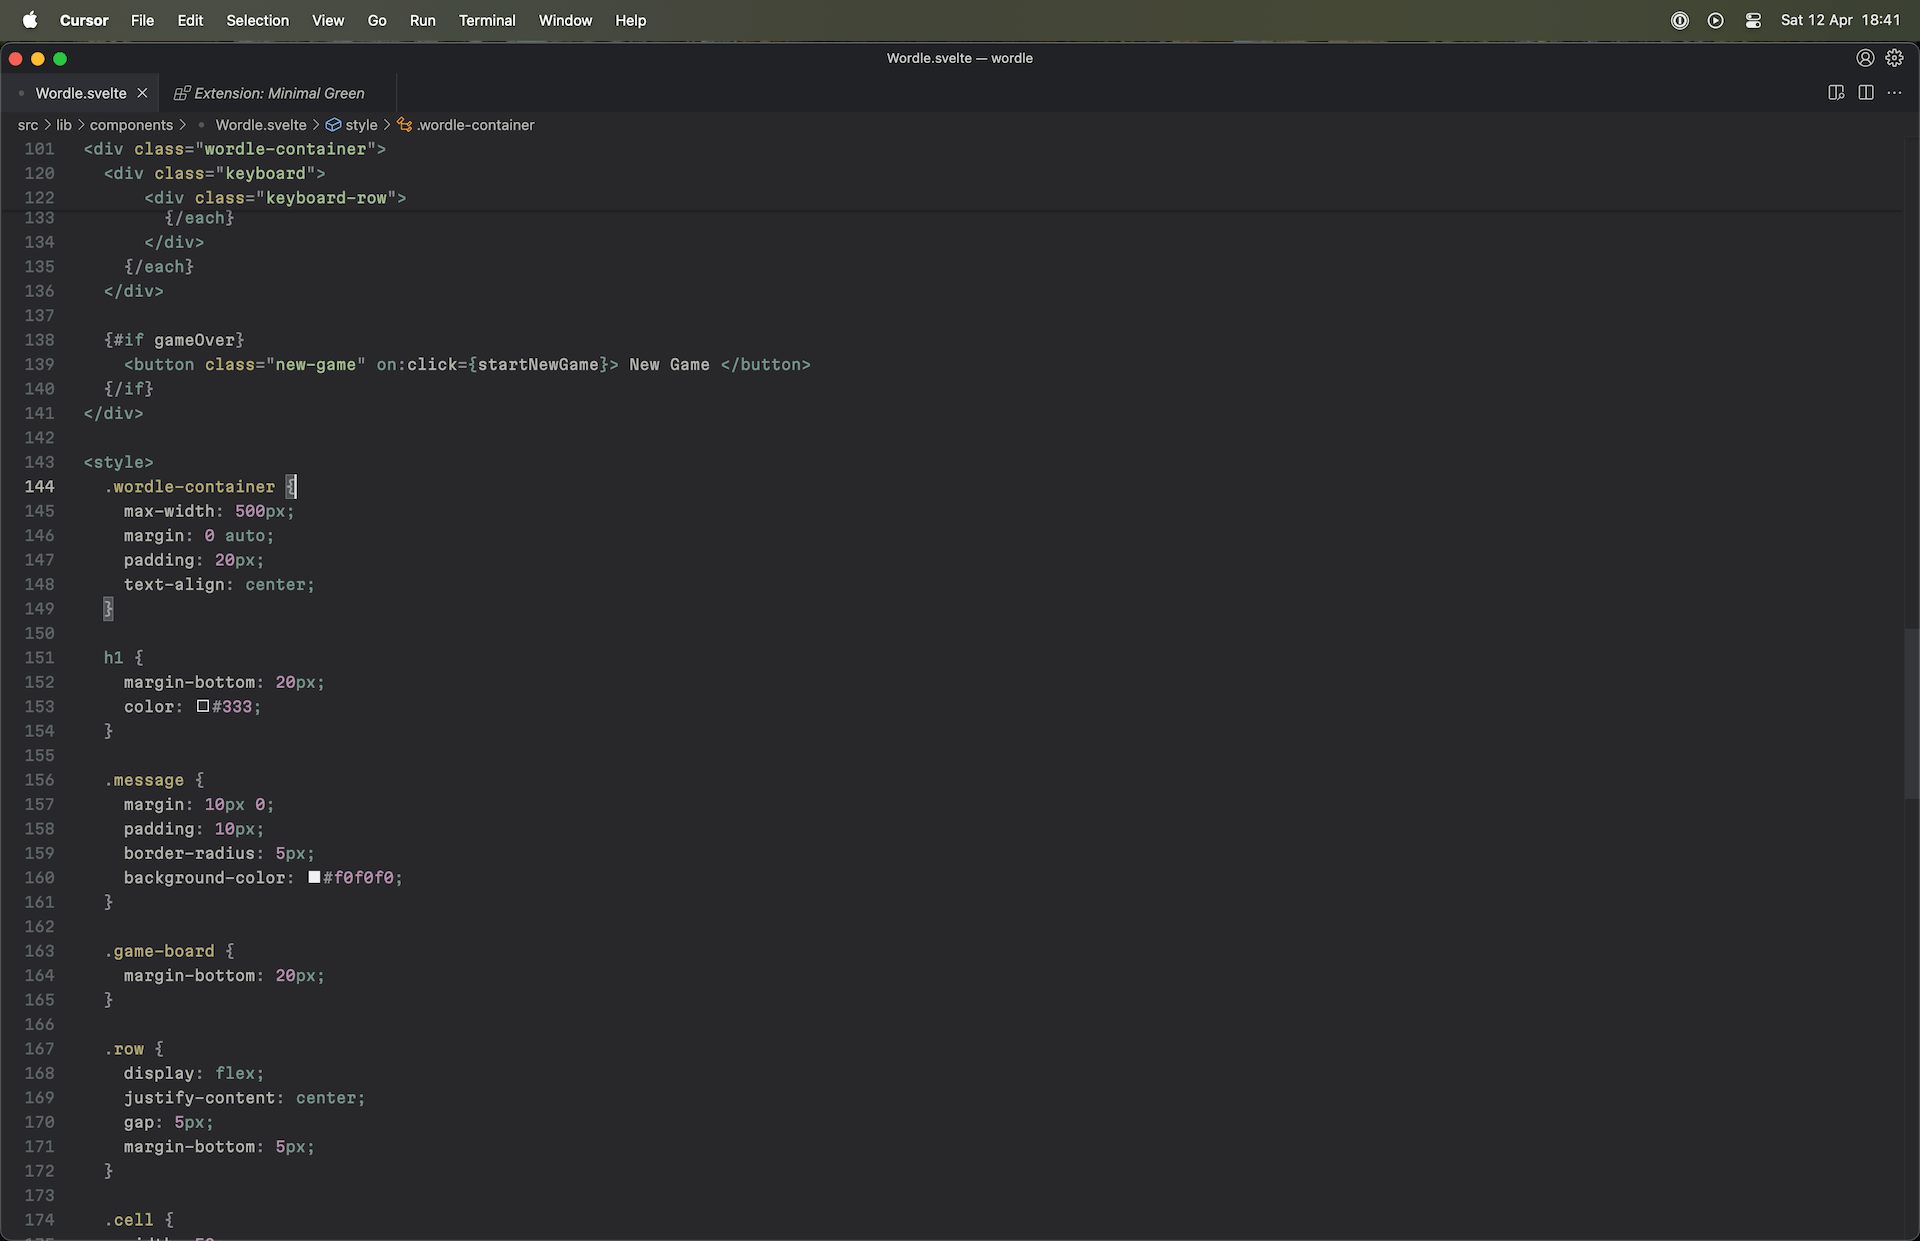 Cursor File Edit Selection View Go Run Terminal Window Help Sat 12 Apr 18:41
Wordle.svelte — wordle
Wordle.svelte Extension: Minimal Green
src > lib > components > Wordle.svelte > style > .wordle-container
101 <div class="wordle-container">
120 <div class="keyboard">
122 <div class="keyboard-row">
133 {/each}
134 </div>
135 {/each}
136 </div>
137
138 {#if gameOver}
139 <button class="new-game" on:click={startNewGame}> New Game </button>
140 {/if}
141 </div>
142
143 <style>
144 .wordle-container {
145 max-width: 500px;
146 margin: 0 auto;
147 padding: 20px;
148 text-align: center;
149 }
150
151 h1 {
152 margin-bottom: 20px;
153 color: #333;
154 }
155
156 .message {
157 margin: 10px 0;
158 padding: 10px;
159 border-radius: 5px;
160 background-color: #f0f0f0;
161 }
162
163 .game-board {
164 margin-bottom: 20px;
165 }
166
167 .row {
168 display: flex;
169 justify-content: center;
170 gap: 5px;
171 margin-bottom: 5px;
172 }
173
174 .cell {